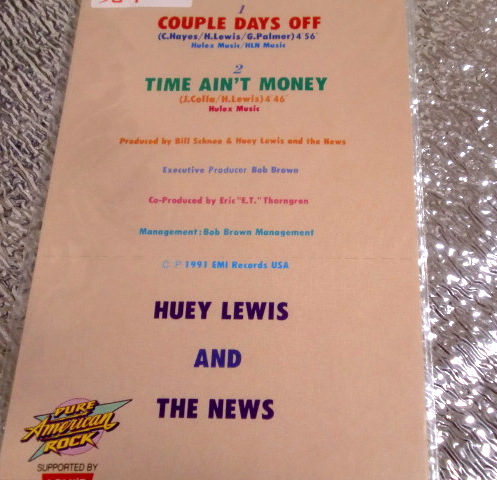 1
COUPLE DAYS OFF
(C.Hayes/H.Lewis/G.Palmer) 4'56"
Hulex Music/HLN Music
2
TIME AIN'T MONEY
(J.Colla/H.Lewis) 4'46"
Hulex Music
Produced by Bill Schnee & Huey Lewis and the News
Executive Producer Bob Brown
Co-Produced by Eric "E.T." Thorngren
Management: Bob Brown Management
© ℗ 1991 EMI Records USA
HUEY LEWIS
AND
THE NEWS
PURE
American
ROCK
SUPPORTED BY